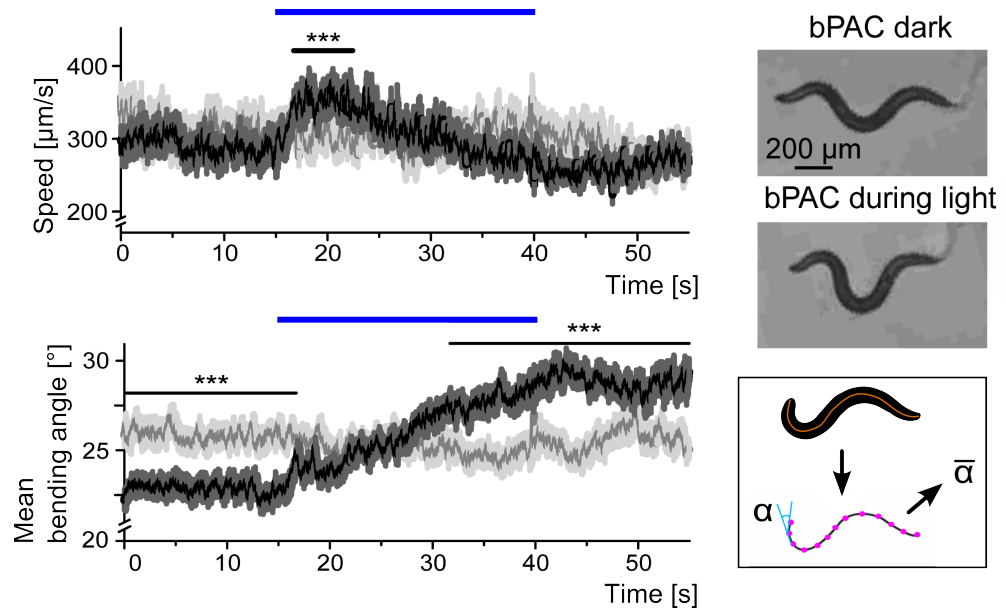 ***
400
300
200
Speed [µm/s]
0 10 20 30 40 50
Time [s]
***
***
30
25
20
Mean
bending angle [°]
0 10 20 30 40 50
Time [s]
bPAC dark
200 µm
bPAC during light
α
ᾱ